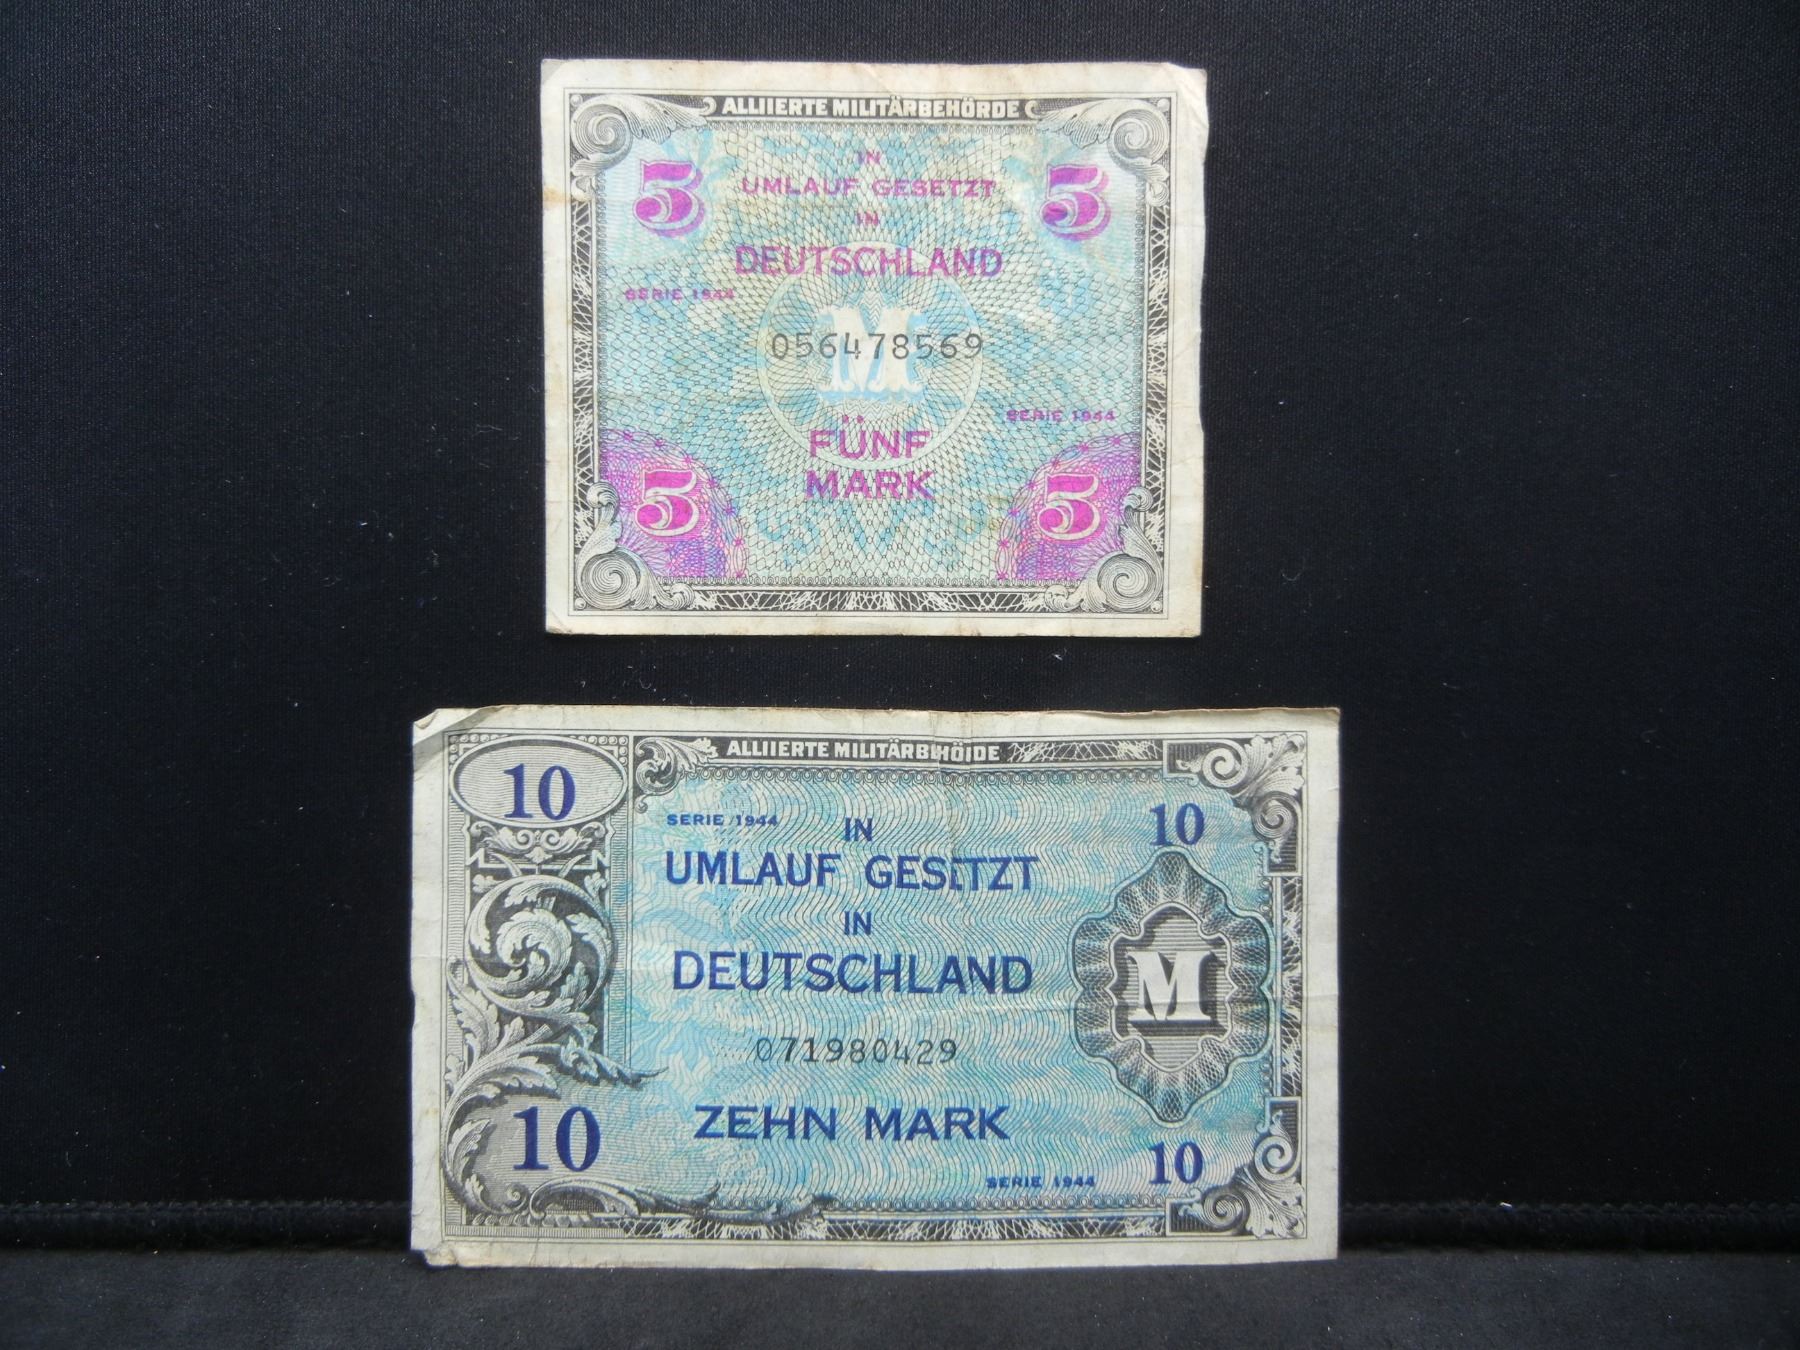 ALLIIERTE MILITÄRBEHÖRDE
5 IN 5
UMLAUF GESETZT
IN
DEUTSCHLAND
SERIE 1944
M
056478569
SERIE 1944
FÜNF
MARK
5 5
ALLIIERTE MILITÄRBEHÖRDE
10 10
SERIE 1944 IN
UMLAUF GESETZT
IN
DEUTSCHLAND
M
071980429
ZEHN MARK
10 10
SERIE 1944